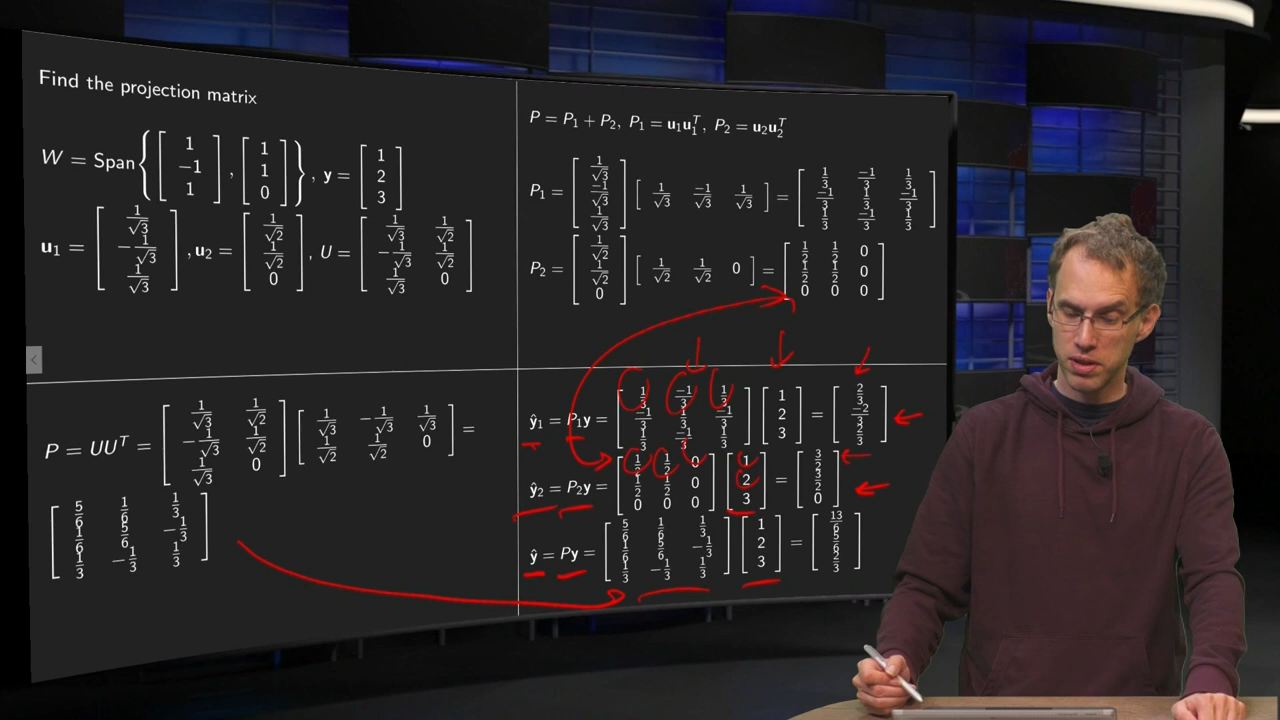 Find the projection matrix
W = Span { [1; −1; 1], [1; 1; 0] }, y = [1; 2; 3]
u₁ = [1/√3; −1/√3; 1/√3], u₂ = [1/√2; 1/√2; 0], U = [1/√3 1/√2; −1/√3 1/√2; 1/√3 0]
P = P₁ + P₂, P₁ = u₁u₁ᵀ, P₂ = u₂u₂ᵀ
P₁ = [1/√3; −1/√3; 1/√3] [1/√3 −1/√3 1/√3] = [1/3 −1/3 1/3; −1/3 1/3 −1/3; 1/3 −1/3 1/3]
P₂ = [1/√2; 1/√2; 0] [1/√2 1/√2 0] = [1/2 1/2 0; 1/2 1/2 0; 0 0 0]
P = UUᵀ = [1/√3 1/√2; −1/√3 1/√2; 1/√3 0] [1/√3 −1/√3 1/√3; 1/√2 1/√2 0] =
[5/6 1/6 1/3; 1/6 5/6 −1/3; 1/3 −1/3 1/3]
ŷ₁ = P₁y = [1/3 −1/3 1/3; −1/3 1/3 −1/3; 1/3 −1/3 1/3] [1; 2; 3] = [2/3; −2/3; 2/3]
ŷ₂ = P₂y = [1/2 1/2 0; 1/2 1/2 0; 0 0 0] [1; 2; 3] = [3/2; 3/2; 0]
ŷ = Py = [5/6 1/6 1/3; 1/6 5/6 −1/3; 1/3 −1/3 1/3] [1; 2; 3] = [13/6; 5/6; 2/3]